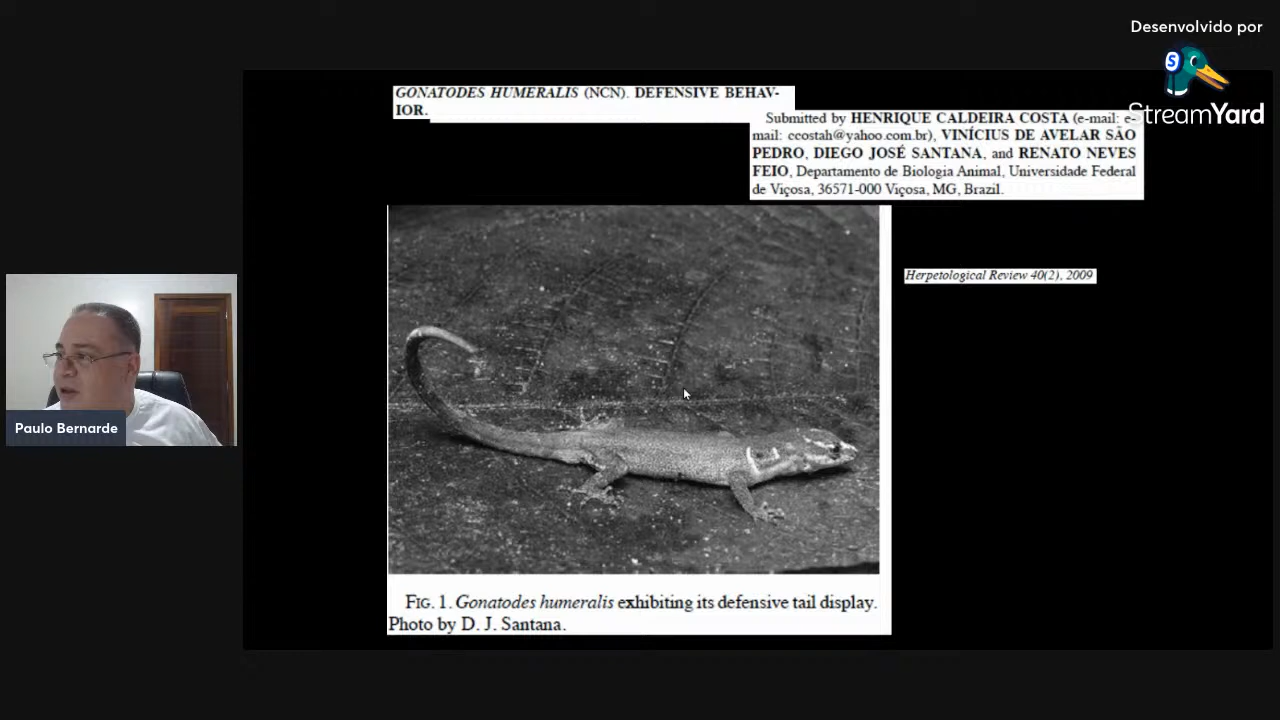 Desenvolvido por
StreamYard
GONATODES HUMERALIS (NCN). DEFENSIVE BEHAV-
IOR.
Submitted by HENRIQUE CALDEIRA COSTA (e-mail: e-
mail: ccostah@yahoo.com.br), VINÍCIUS DE AVELAR SÃO
PEDRO, DIEGO JOSÉ SANTANA, and RENATO NEVES
FEIO, Departamento de Biologia Animal, Universidade Federal
de Viçosa, 36571-000 Viçosa, MG, Brazil.
Herpetological Review 40(2), 2009
Paulo Bernarde
FIG. 1. Gonatodes humeralis exhibiting its defensive tail display.
Photo by D. J. Santana.